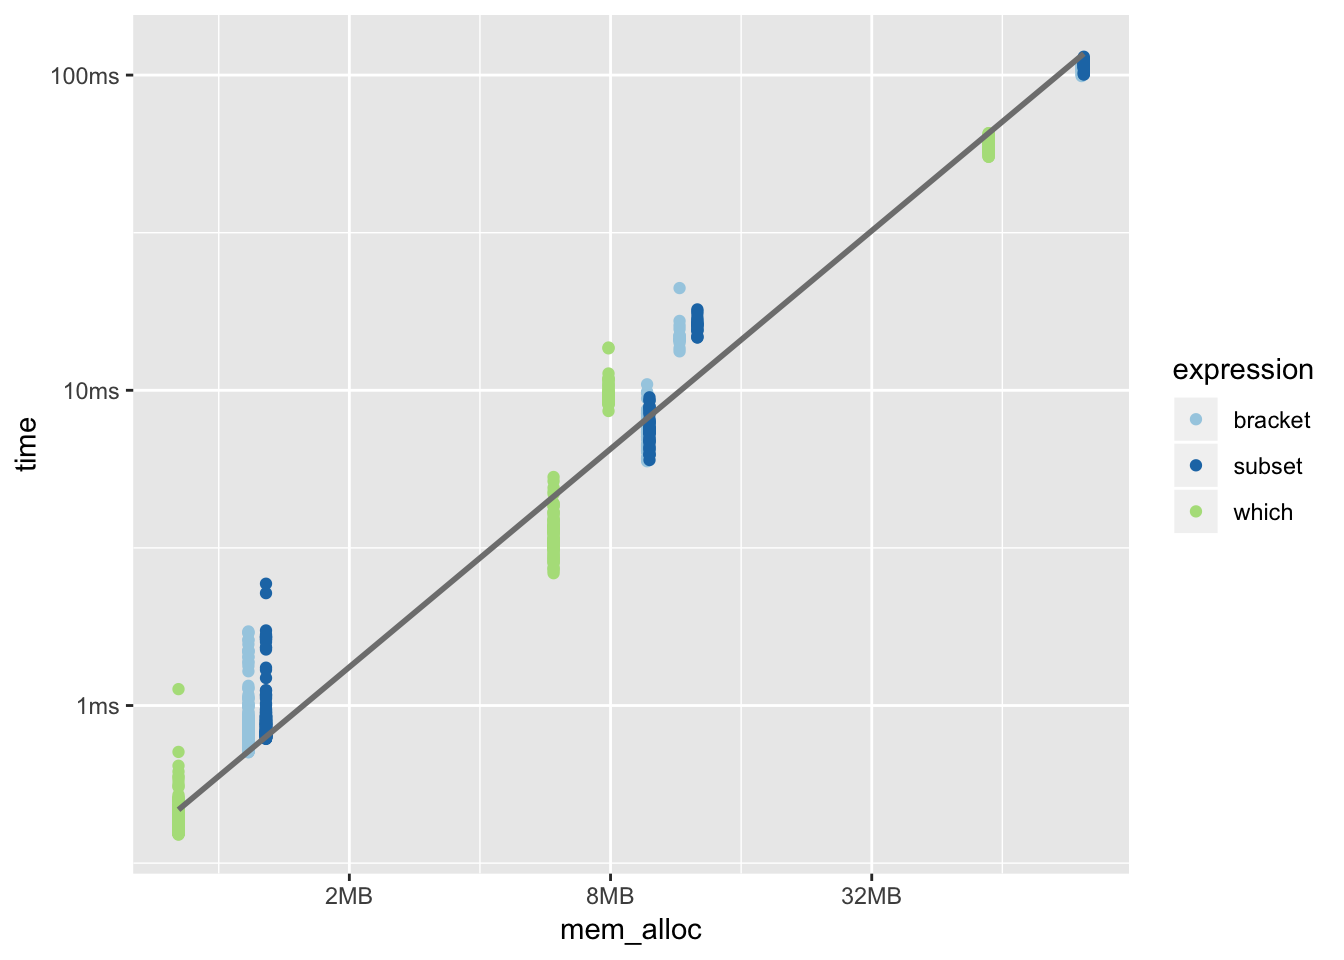 100ms
10ms
1ms
time
2MB
8MB
32MB
mem_alloc
expression
bracket
subset
which